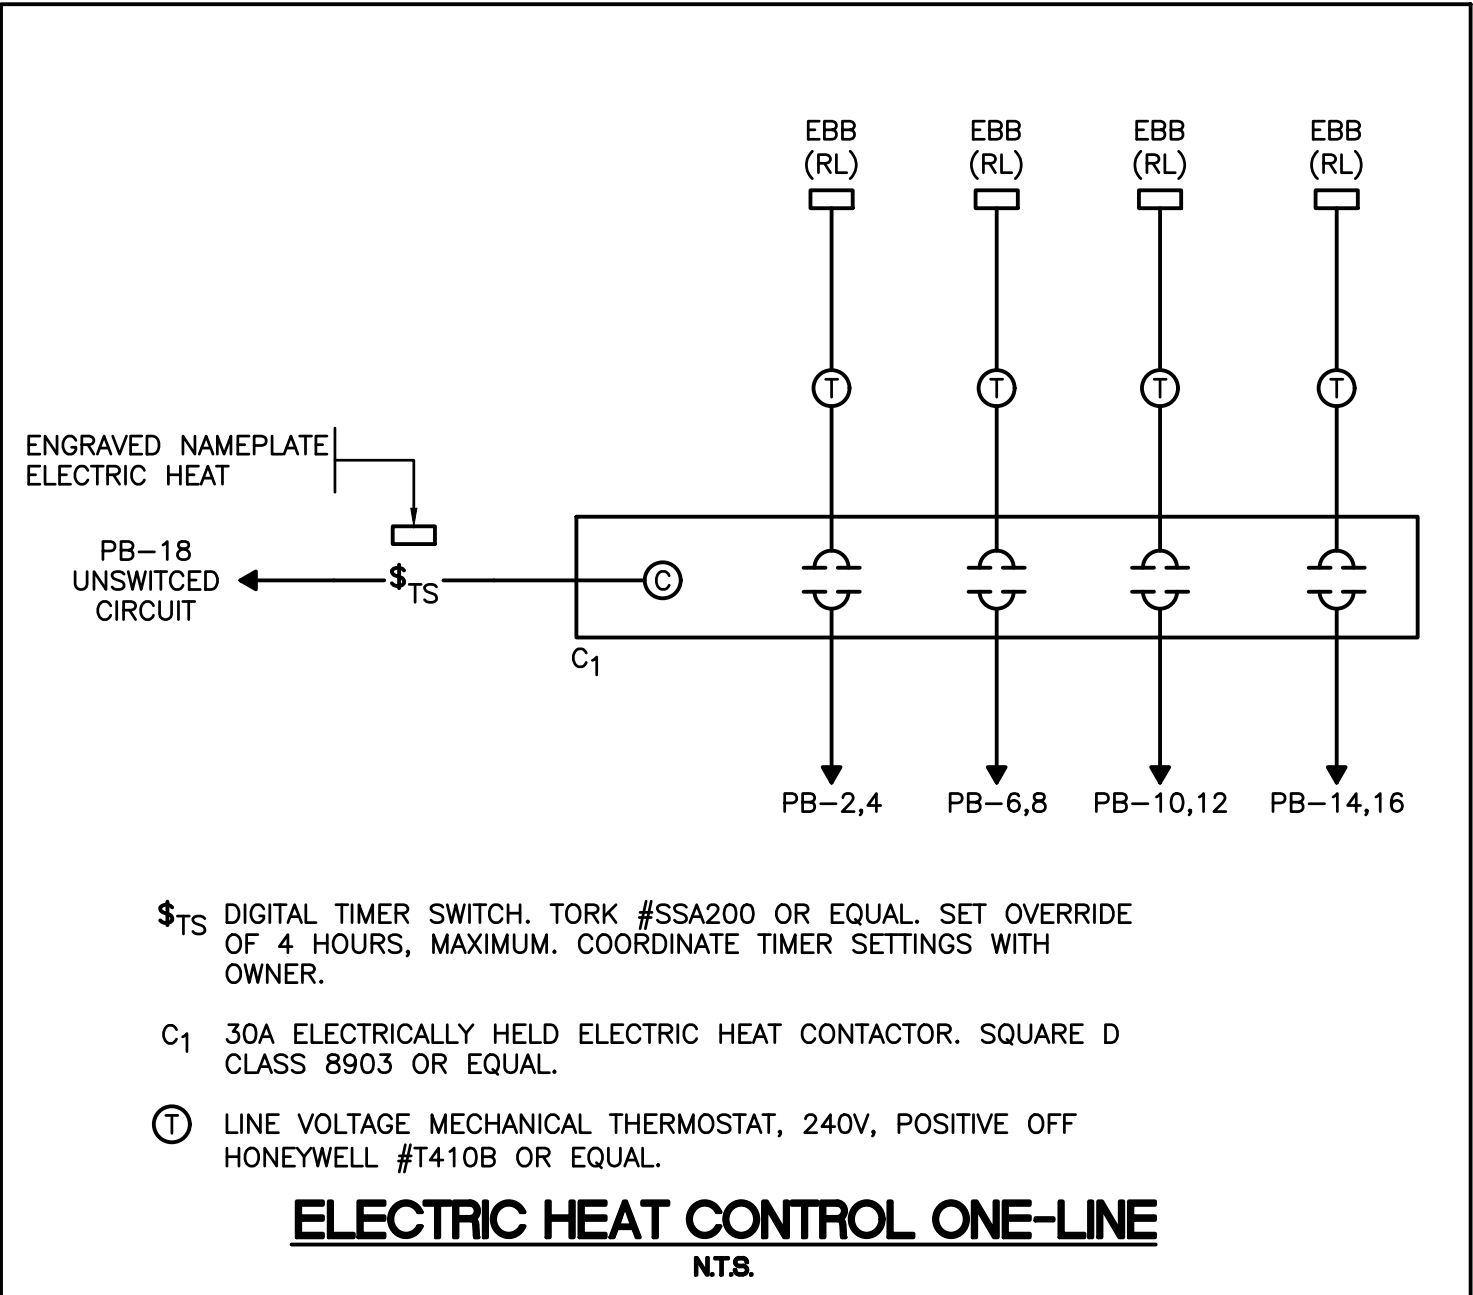 EBB EBB EBB EBB
(RL) (RL) (RL) (RL)
T T T T
ENGRAVED NAMEPLATE
ELECTRIC HEAT
PB-18
UNSWITCED
CIRCUIT
$TS
C
C1
PB-2,4 PB-6,8 PB-10,12 PB-14,16
$TS DIGITAL TIMER SWITCH. TORK #SSA200 OR EQUAL. SET OVERRIDE
OF 4 HOURS, MAXIMUM. COORDINATE TIMER SETTINGS WITH
OWNER.
C1 30A ELECTRICALLY HELD ELECTRIC HEAT CONTACTOR. SQUARE D
CLASS 8903 OR EQUAL.
T LINE VOLTAGE MECHANICAL THERMOSTAT, 240V, POSITIVE OFF
HONEYWELL #T410B OR EQUAL.
ELECTRIC HEAT CONTROL ONE-LINE
N.T.S.